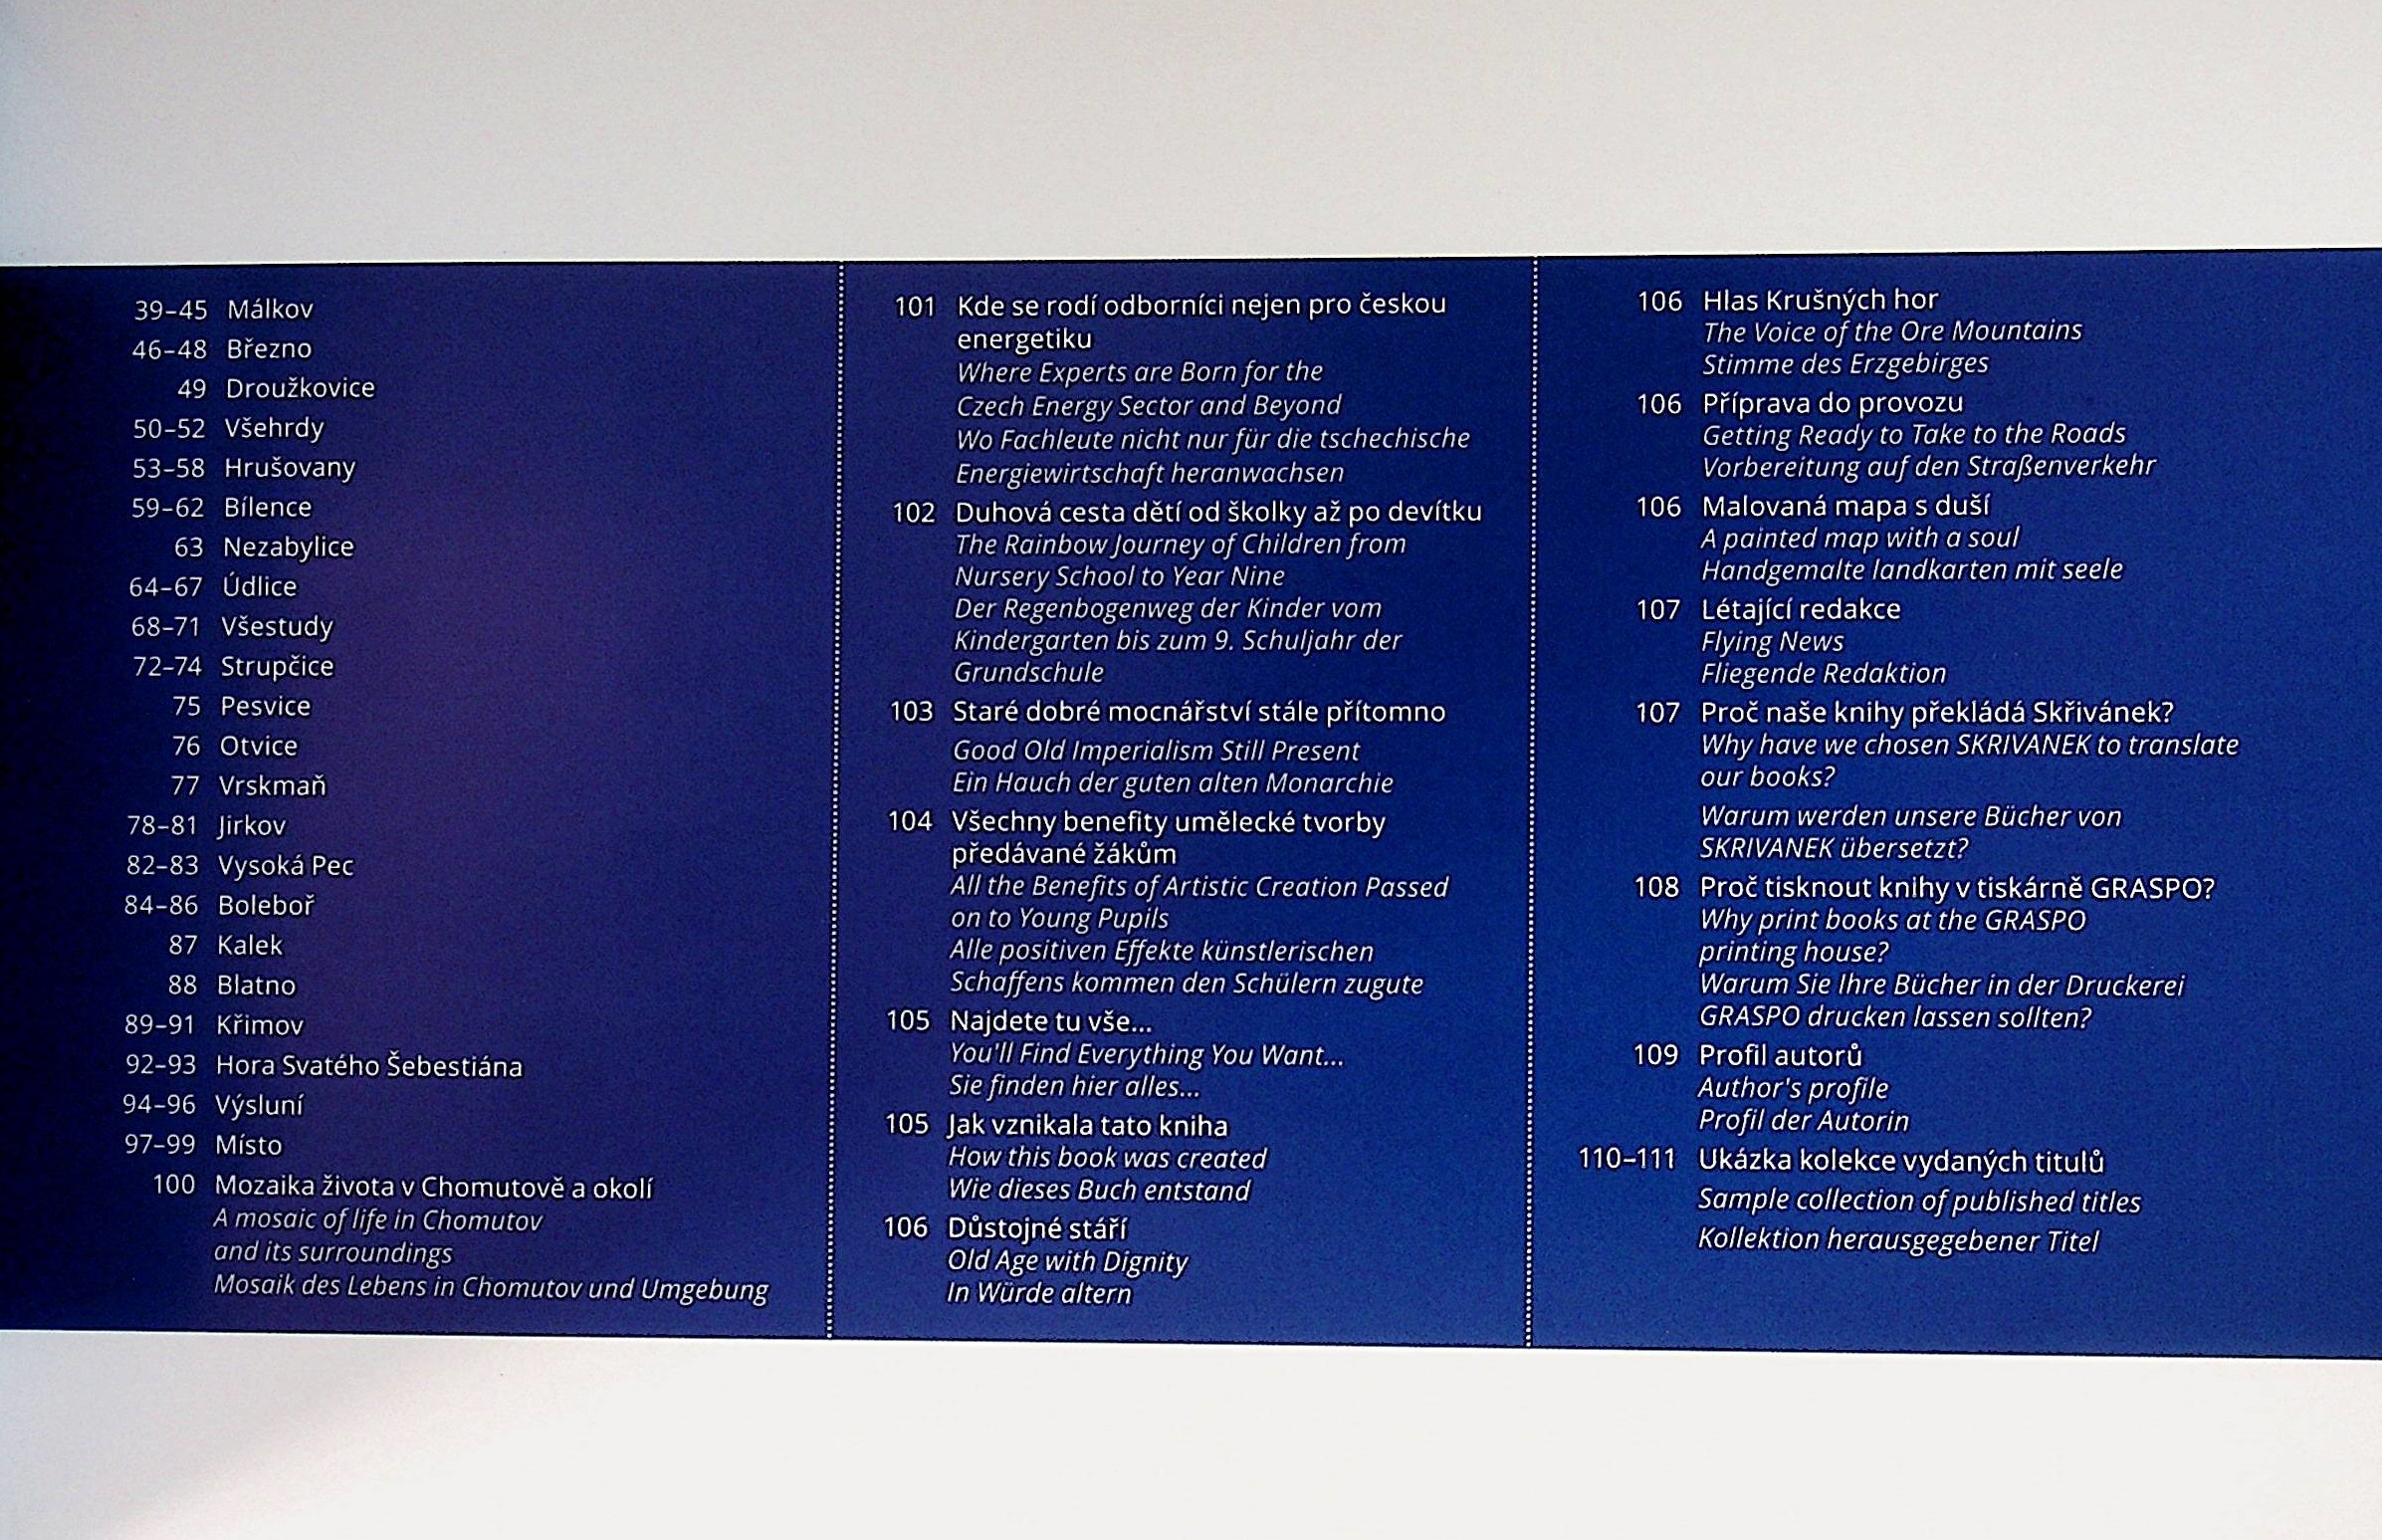 39–45 Málkov
46–48 Březno
49 Droužkovice
50–52 Všehrdy
53–58 Hrušovany
59–62 Bílence
63 Nezabylice
64–67 Údlice
68–71 Všestudy
72–74 Strupčice
75 Pesvice
76 Otvice
77 Vrskmaň
78–81 Jirkov
82–83 Vysoká Pec
84–86 Boleboř
87 Kalek
88 Blatno
89–91 Křimov
92–93 Hora Svatého Šebestiána
94–96 Výsluní
97–99 Místo
100 Mozaika života v Chomutově a okolí
A mosaic of life in Chomutov
and its surroundings
Mosaik des Lebens in Chomutov und Umgebung
101 Kde se rodí odborníci nejen pro českou
energetiku
Where Experts are Born for the
Czech Energy Sector and Beyond
Wo Fachleute nicht nur für die tschechische
Energiewirtschaft heranwachsen
102 Duhová cesta dětí od školky až po devítku
The Rainbow Journey of Children from
Nursery School to Year Nine
Der Regenbogenweg der Kinder vom
Kindergarten bis zum 9. Schuljahr der
Grundschule
103 Staré dobré mocnářství stále přítomno
Good Old Imperialism Still Present
Ein Hauch der guten alten Monarchie
104 Všechny benefity umělecké tvorby
předávané žákům
All the Benefits of Artistic Creation Passed
on to Young Pupils
Alle positiven Effekte künstlerischen
Schaffens kommen den Schülern zugute
105 Najdete tu vše...
You'll Find Everything You Want...
Sie finden hier alles...
105 Jak vznikala tato kniha
How this book was created
Wie dieses Buch entstand
106 Důstojné stáří
Old Age with Dignity
In Würde altern
106 Hlas Krušných hor
The Voice of the Ore Mountains
Stimme des Erzgebirges
106 Příprava do provozu
Getting Ready to Take to the Roads
Vorbereitung auf den Straßenverkehr
106 Malovaná mapa s duší
A painted map with a soul
Handgemalte landkarten mit seele
107 Létající redakce
Flying News
Fliegende Redaktion
107 Proč naše knihy překládá Skřivánek?
Why have we chosen SKRIVANEK to translate
our books?
Warum werden unsere Bücher von
SKRIVANEK übersetzt?
108 Proč tisknout knihy v tiskárně GRASPO?
Why print books at the GRASPO
printing house?
Warum Sie Ihre Bücher in der Druckerei
GRASPO drucken lassen sollten?
109 Profil autorů
Author's profile
Profil der Autorin
110–111 Ukázka kolekce vydaných titulů
Sample collection of published titles
Kollektion herausgegebener Titel